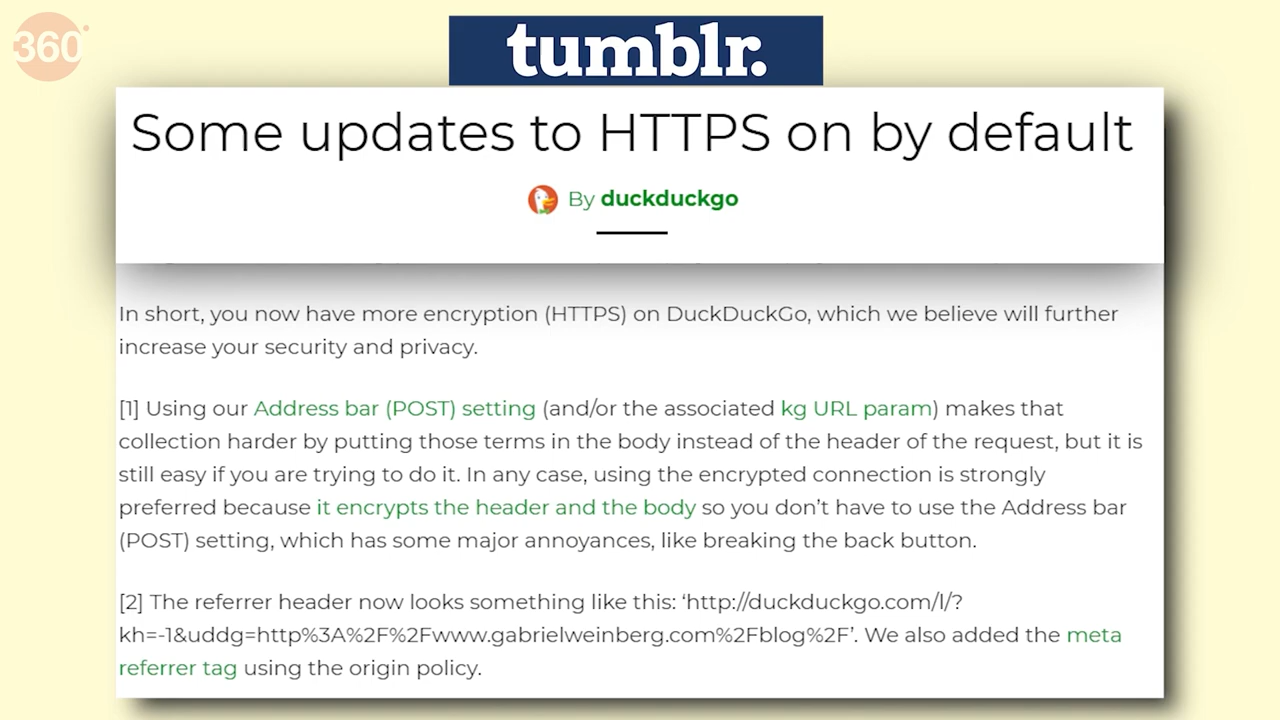 360°
tumblr.
Some updates to HTTPS on by default
By duckduckgo
In short, you now have more encryption (HTTPS) on DuckDuckGo, which we believe will further
increase your security and privacy.
[1] Using our Address bar (POST) setting (and/or the associated kg URL param) makes that
collection harder by putting those terms in the body instead of the header of the request, but it is
still easy if you are trying to do it. In any case, using the encrypted connection is strongly
preferred because it encrypts the header and the body so you don’t have to use the Address bar
(POST) setting, which has some major annoyances, like breaking the back button.
[2] The referrer header now looks something like this: ‘http://duckduckgo.com/l/?
kh=-1&uddg=http%3A%2F%2Fwww.gabrielweinberg.com%2Fblog%2F’. We also added the meta
referrer tag using the origin policy.